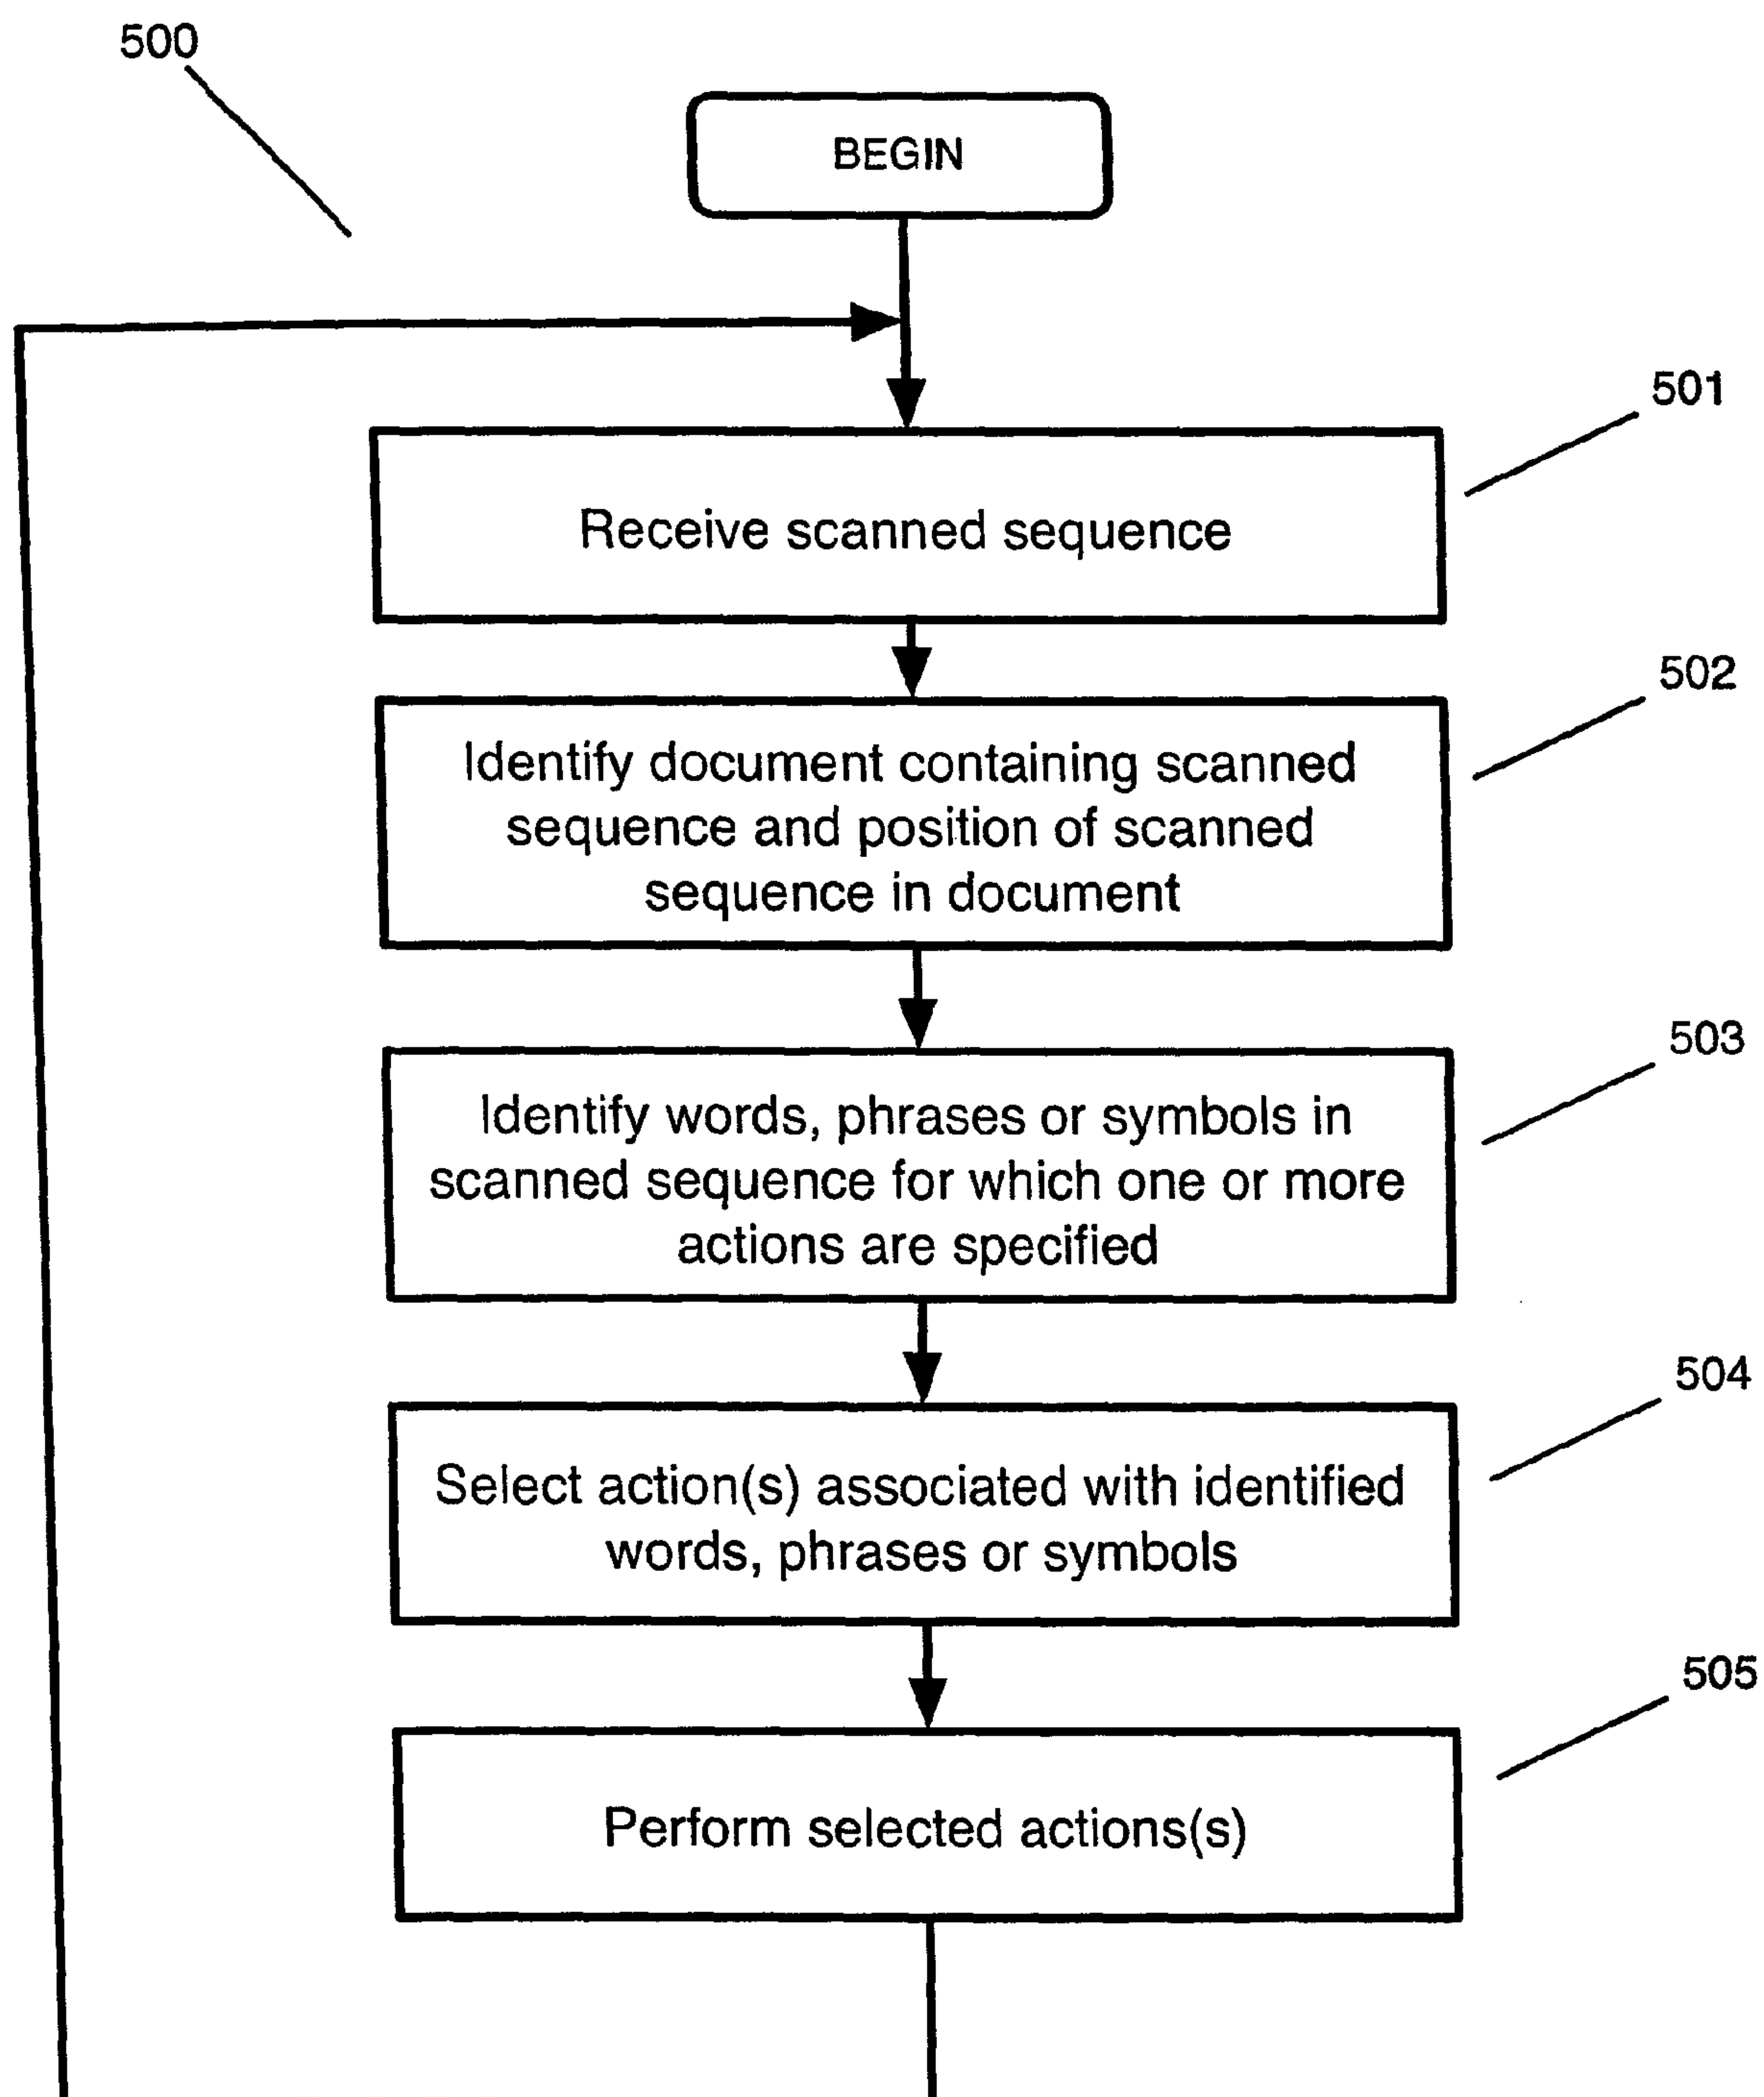 500
BEGIN
501
Receive scanned sequence
502
Identify document containing scanned
sequence and position of scanned
sequence in document
503
Identify words, phrases or symbols in
scanned sequence for which one or more
actions are specified
504
Select action(s) associated with identified
words, phrases or symbols
505
Perform selected actions(s)